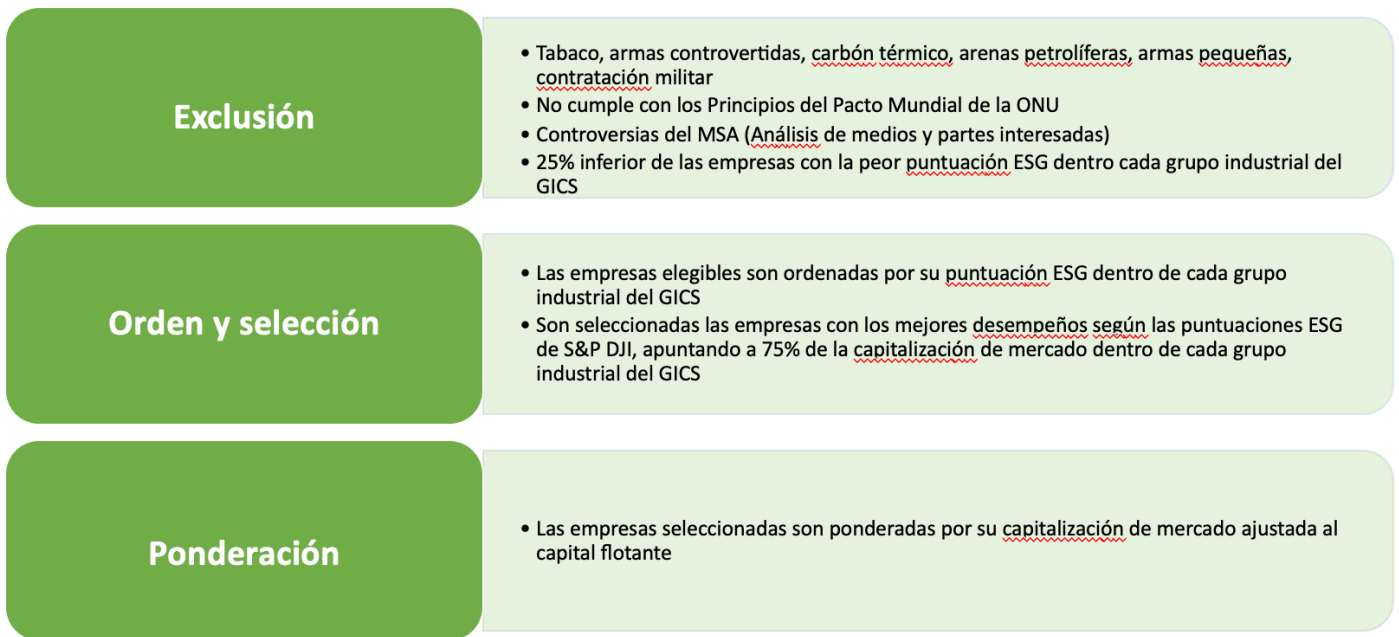 Exclusión
• Tabaco, armas controvertidas, carbón térmico, arenas petrolíferas, armas pequeñas,
contratación militar
• No cumple con los Principios del Pacto Mundial de la ONU
• Controversias del MSA (Análisis de medios y partes interesadas)
• 25% inferior de las empresas con la peor puntuación ESG dentro cada grupo industrial del
GICS
Orden y selección
• Las empresas elegibles son ordenadas por su puntuación ESG dentro de cada grupo
industrial del GICS
• Son seleccionadas las empresas con los mejores desempeños según las puntuaciones ESG
de S&P DJI, apuntando a 75% de la capitalización de mercado dentro de cada grupo
industrial del GICS
Ponderación
• Las empresas seleccionadas son ponderadas por su capitalización de mercado ajustada al
capital flotante